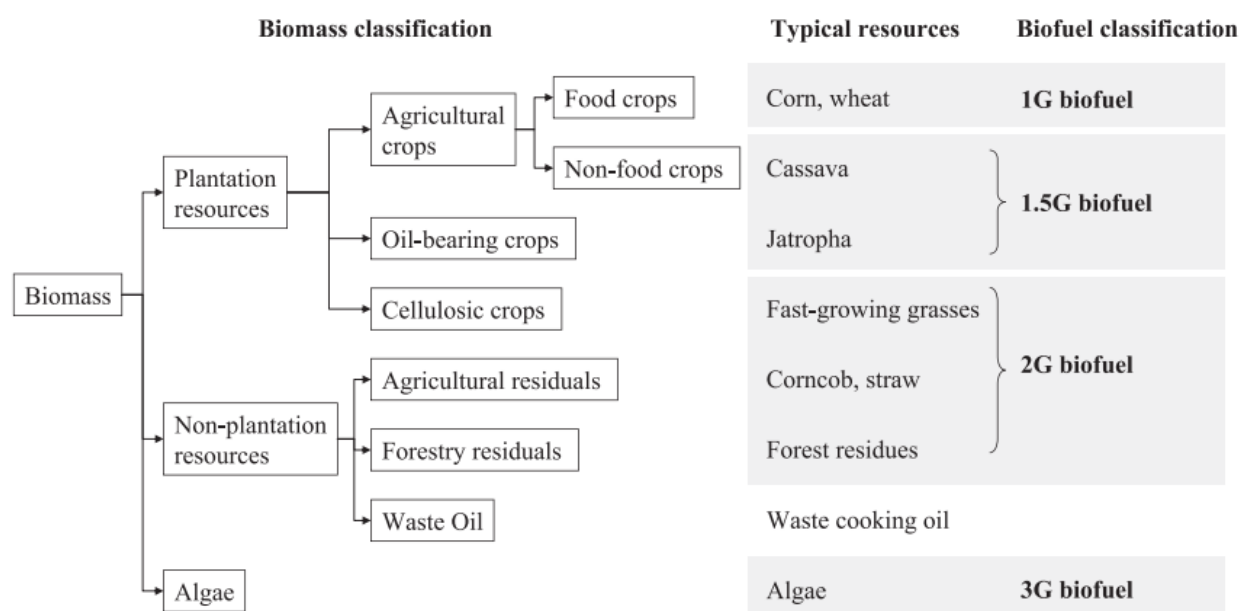 Biomass classification
Typical resources
Biofuel classification
Biomass
Plantation
resources
Agricultural
crops
Food crops
Non-food crops
Oil-bearing crops
Cellulosic crops
Non-plantation
resources
Agricultural residuals
Forestry residuals
Waste Oil
Algae
Corn, wheat
1G biofuel
Cassava
Jatropha
1.5G biofuel
Fast-growing grasses
Corncob, straw
Forest residues
2G biofuel
Waste cooking oil
Algae
3G biofuel